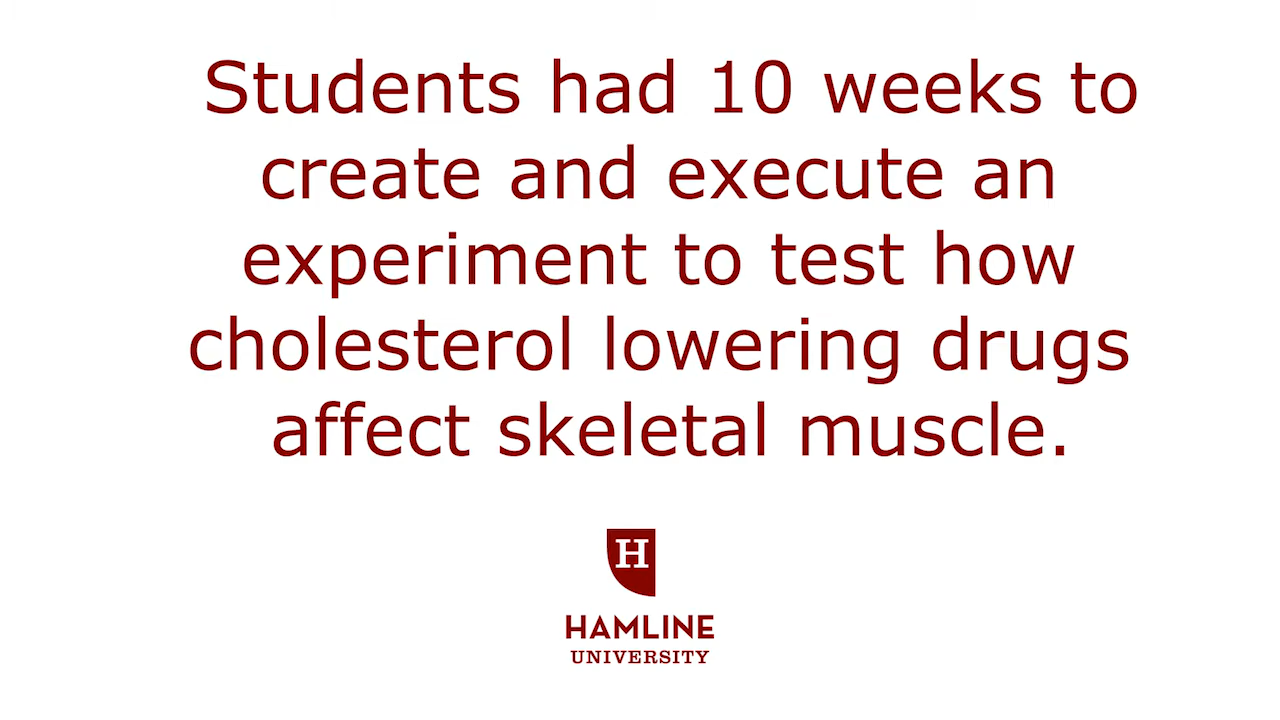 Students had 10 weeks to
create and execute an
experiment to test how
cholesterol lowering drugs
affect skeletal muscle.
H
HAMLINE
UNIVERSITY